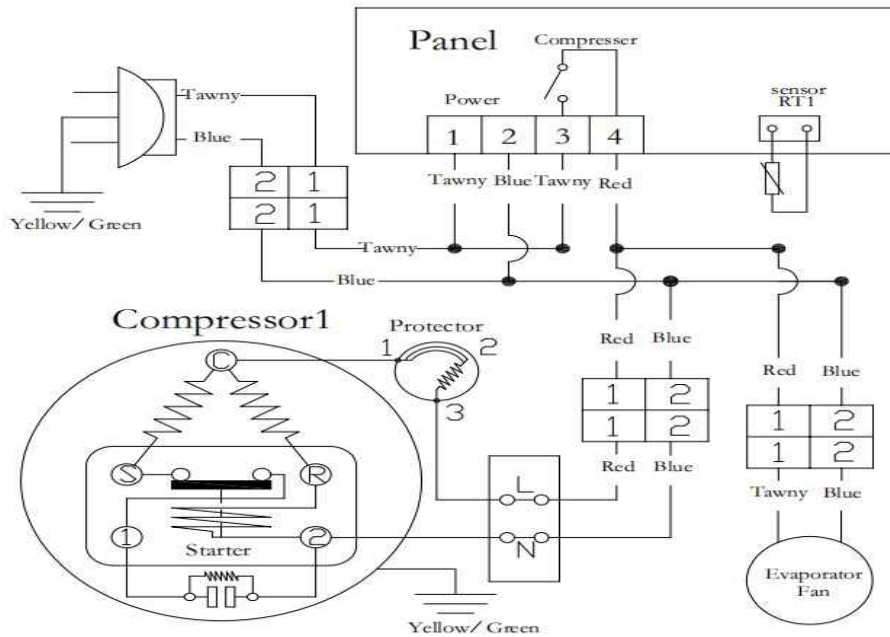 Panel
Compresser
Power
sensor
RT1
1 2 3 4
Tawny
Blue
Yellow/Green
2 1
2 1
Tawny Blue Tawny Red
Tawny
Blue
Compressor1
Protector
1 2
3
C
S R
1 2
Starter
Yellow/Green
L
N
Red Blue
1 2
1 2
Red Blue
Red Blue
1 2
1 2
Tawny Blue
Evaporator
Fan